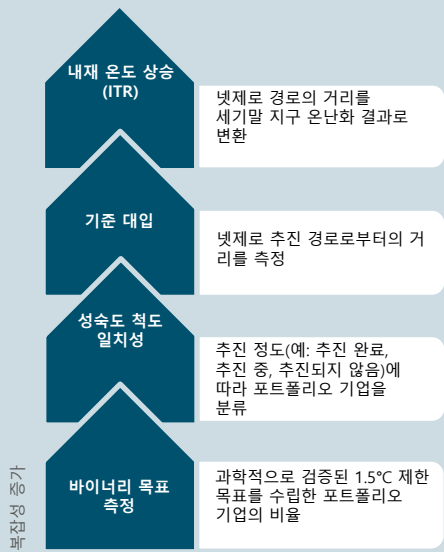 내재 온도 상승
(ITR)
넷제로 경로의 거리를
세기말 지구 온난화 결과로
변환
기준 대입
넷제로 추진 경로로부터의 거
리를 측정
성숙도 척도
일치성
추진 정도(예: 추진 완료,
추진 중, 추진되지 않음)에
따라 포트폴리오 기업을
분류
바이너리 목표
측정
과학적으로 검증된 1.5°C 제한
목표를 수립한 포트폴리오
기업의 비율
복잡성 증가